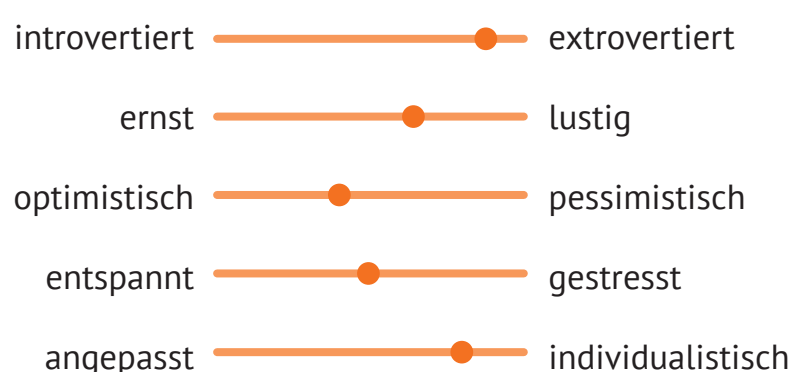 introvertiert extrovertiert
ernst lustig
optimistisch pessimistisch
entspannt gestresst
angepasst individualistisch